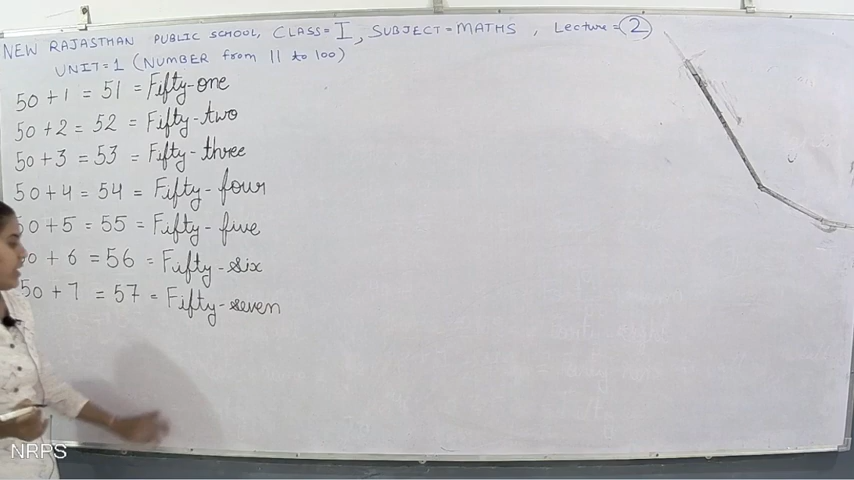 NEW RAJASTHAN PUBLIC SCHOOL, CLASS=I, SUBJECT=MATHS, Lecture=2
UNIT=1 (NUMBER from 11 to 100)
50+1 = 51 = Fifty-one
50+2 = 52 = Fifty-two
50+3 = 53 = Fifty-three
50+4 = 54 = Fifty-four
50+5 = 55 = Fifty-five
0+6 = 56 = Fifty-six
50+7 = 57 = Fifty-seven
NRPS